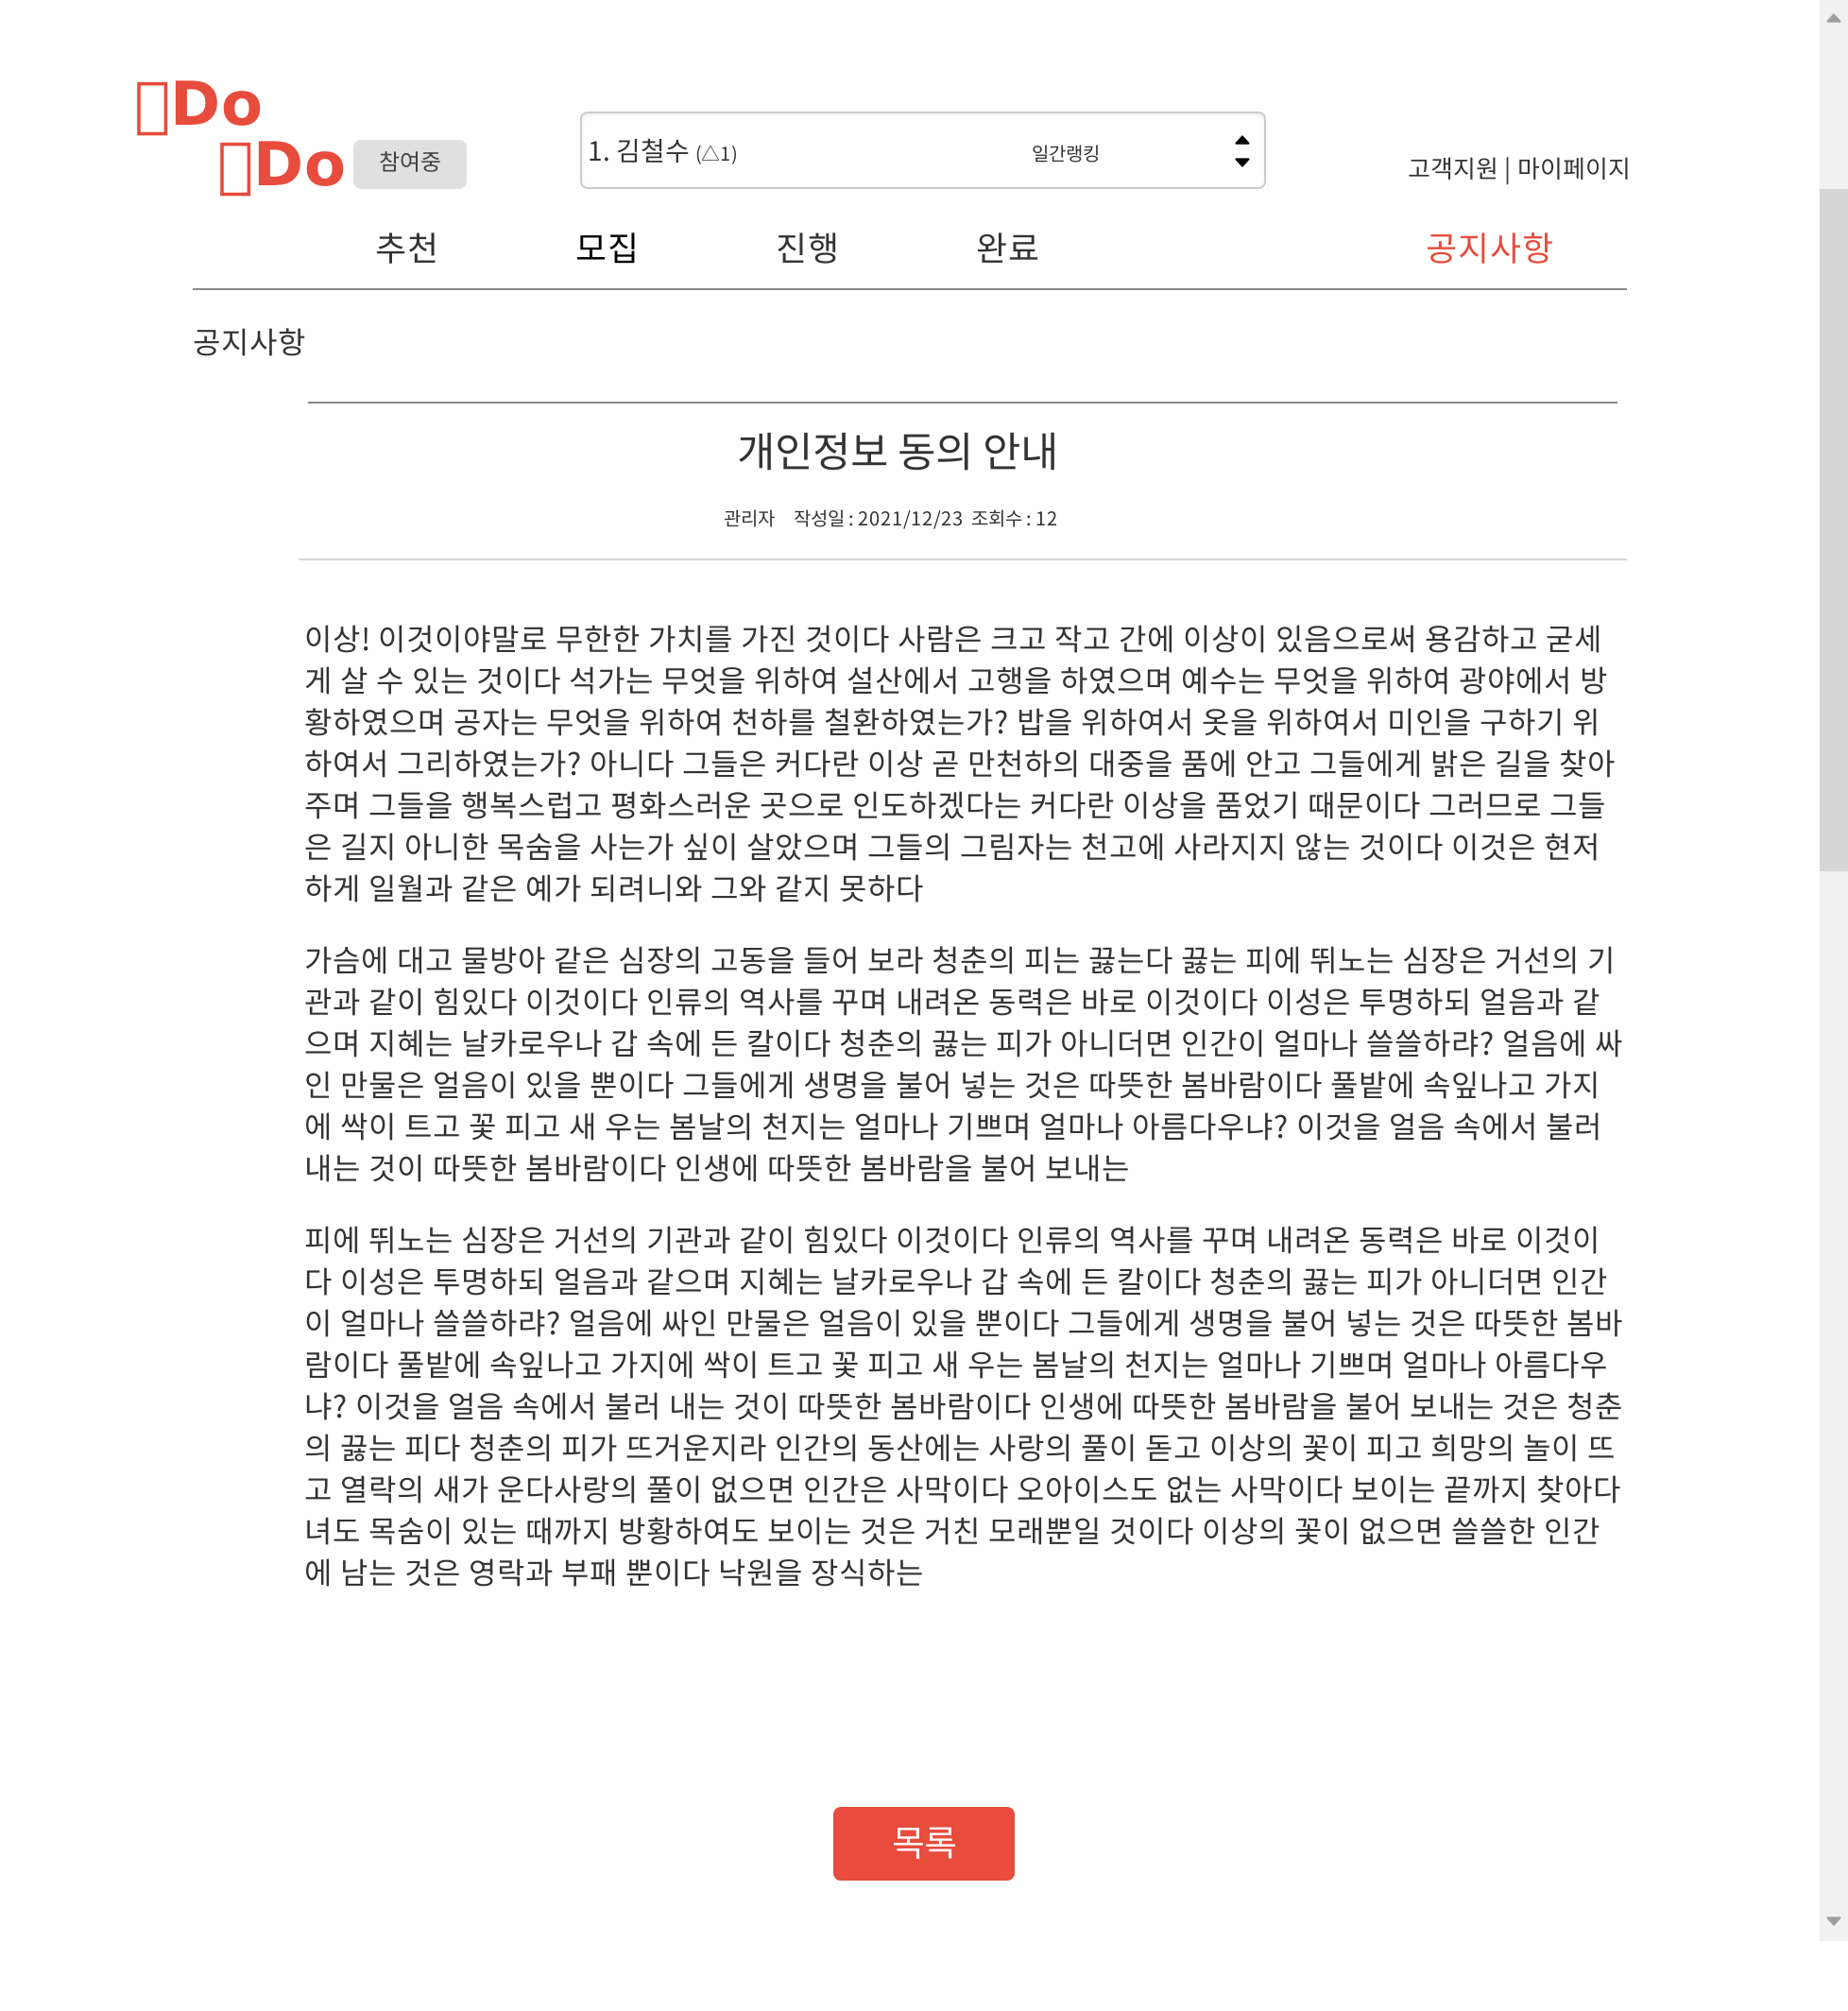 Do
Do 참여중
1. 김철수 (△1) 일간랭킹
고객지원 | 마이페이지
추천 모집 진행 완료 공지사항
공지사항
개인정보 동의 안내
관리자 작성일 : 2021/12/23 조회수 : 12
이상! 이것이야말로 무한한 가치를 가진 것이다 사람은 크고 작고 간에 이상이 있음으로써 용감하고 굳세
게 살 수 있는 것이다 석가는 무엇을 위하여 설산에서 고행을 하였으며 예수는 무엇을 위하여 광야에서 방
황하였으며 공자는 무엇을 위하여 천하를 철환하였는가? 밥을 위하여서 옷을 위하여서 미인을 구하기 위
하여서 그리하였는가? 아니다 그들은 커다란 이상 곧 만천하의 대중을 품에 안고 그들에게 밝은 길을 찾아
주며 그들을 행복스럽고 평화스러운 곳으로 인도하겠다는 커다란 이상을 품었기 때문이다 그러므로 그들
은 길지 아니한 목숨을 사는가 싶이 살았으며 그들의 그림자는 천고에 사라지지 않는 것이다 이것은 현저
하게 일월과 같은 예가 되려니와 그와 같지 못하다
가슴에 대고 물방아 같은 심장의 고동을 들어 보라 청춘의 피는 끓는다 끓는 피에 뛰노는 심장은 거선의 기
관과 같이 힘있다 이것이다 인류의 역사를 꾸며 내려온 동력은 바로 이것이다 이성은 투명하되 얼음과 같
으며 지혜는 날카로우나 갑 속에 든 칼이다 청춘의 끓는 피가 아니더면 인간이 얼마나 쓸쓸하랴? 얼음에 싸
인 만물은 얼음이 있을 뿐이다 그들에게 생명을 불어 넣는 것은 따뜻한 봄바람이다 풀밭에 속잎나고 가지
에 싹이 트고 꽃 피고 새 우는 봄날의 천지는 얼마나 기쁘며 얼마나 아름다우냐? 이것을 얼음 속에서 불러
내는 것이 따뜻한 봄바람이다 인생에 따뜻한 봄바람을 불어 보내는
피에 뛰노는 심장은 거선의 기관과 같이 힘있다 이것이다 인류의 역사를 꾸며 내려온 동력은 바로 이것이
다 이성은 투명하되 얼음과 같으며 지혜는 날카로우나 갑 속에 든 칼이다 청춘의 끓는 피가 아니더면 인간
이 얼마나 쓸쓸하랴? 얼음에 싸인 만물은 얼음이 있을 뿐이다 그들에게 생명을 불어 넣는 것은 따뜻한 봄바
람이다 풀밭에 속잎나고 가지에 싹이 트고 꽃 피고 새 우는 봄날의 천지는 얼마나 기쁘며 얼마나 아름다우
냐? 이것을 얼음 속에서 불러 내는 것이 따뜻한 봄바람이다 인생에 따뜻한 봄바람을 불어 보내는 것은 청춘
의 끓는 피다 청춘의 피가 뜨거운지라 인간의 동산에는 사랑의 풀이 돋고 이상의 꽃이 피고 희망의 놀이 뜨
고 열락의 새가 운다사랑의 풀이 없으면 인간은 사막이다 오아이스도 없는 사막이다 보이는 끝까지 찾아다
녀도 목숨이 있는 때까지 방황하여도 보이는 것은 거친 모래뿐일 것이다 이상의 꽃이 없으면 쓸쓸한 인간
에 남는 것은 영락과 부패 뿐이다 낙원을 장식하는
목록